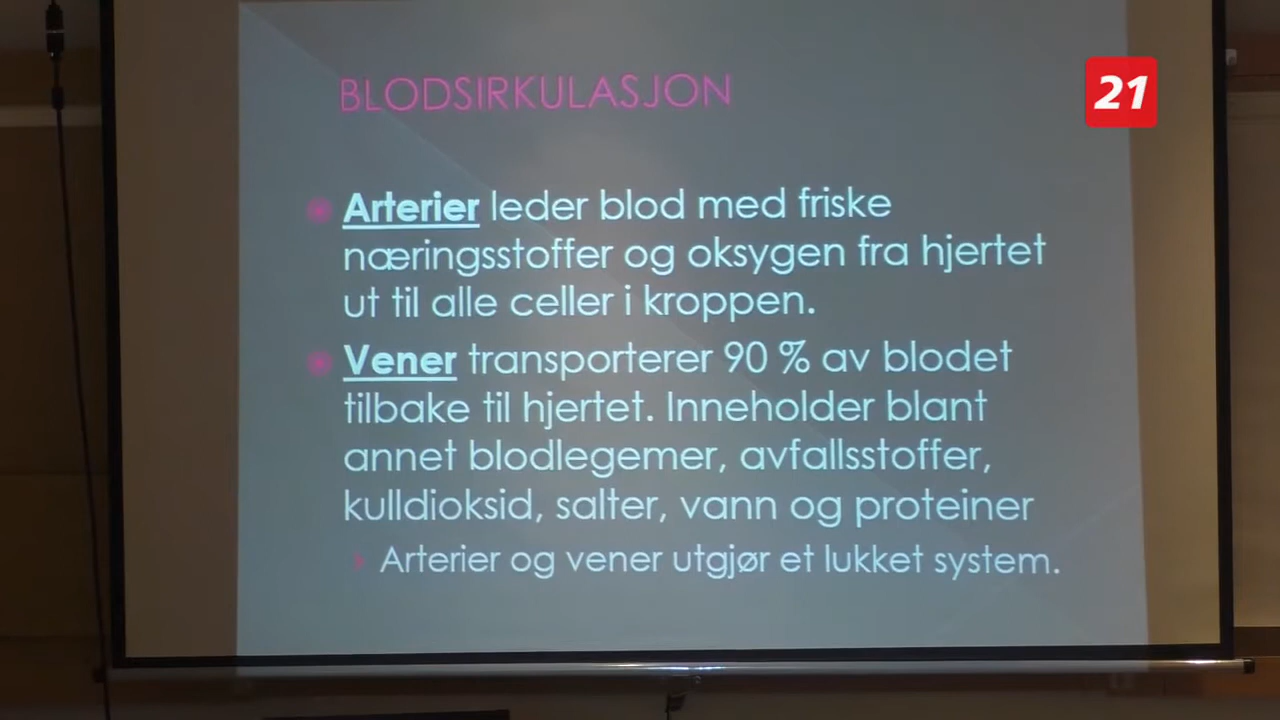 BLODSIRKULASJON
21
Arterier leder blod med friske
næringsstoffer og oksygen fra hjertet
ut til alle celler i kroppen.
Vener transporterer 90 % av blodet
tilbake til hjertet. Inneholder blant
annet blodlegemer, avfallsstoffer,
kulldioksid, salter, vann og proteiner
Arterier og vener utgjør et lukket system.